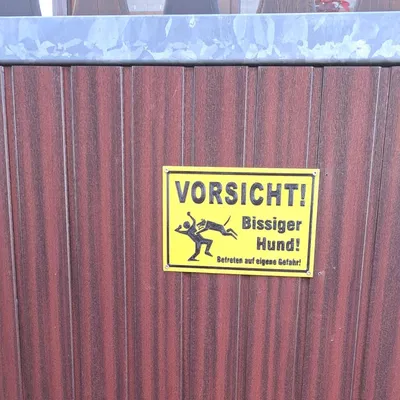 VORSICHT!
Bissiger
Hund!
Betreten auf eigene Gefahr!